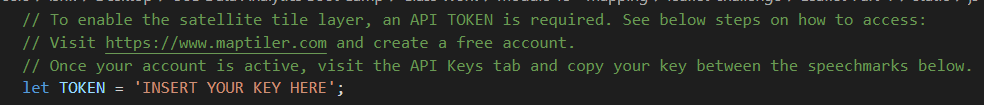 // To enable the satellite tile layer, an API TOKEN is required. See below steps on how to access:
// Visit https://www.maptiler.com and create a free account.
// Once your account is active, visit the API Keys tab and copy your key between the speechmarks below.
let TOKEN = 'INSERT YOUR KEY HERE';